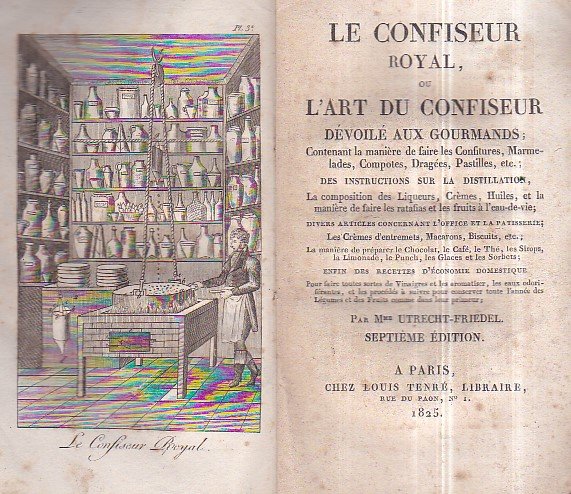 Pl. 3e
Le Confiseur Royal.
LE CONFISEUR
ROYAL,
OU
L'ART DU CONFISEUR
DÉVOILÉ AUX GOURMANDS;
Contenant la manière de faire les Confitures, Marme-
lades, Compotes, Dragées, Pastilles, etc.;
DES INSTRUCTIONS SUR LA DISTILLATION,
La composition des Liqueurs, Crèmes, Huiles, et la
manière de faire les ratafias et les fruits à l'eau-de-vie;
DIVERS ARTICLES CONCERNANT L'OFFICE ET LA PATISSERIE;
Les Crèmes d'entremets, Macarons, Biscuits, etc.;
La manière de préparer le Chocolat, le Café, le Thé, les Sirops,
la Limonade, le Punch, les Glaces et les Sorbets;
ENFIN DES RECETTES D'ÉCONOMIE DOMESTIQUE
Pour faire toutes sortes de Vinaigres et les aromatiser, les eaux odori-
férentes, et les procédés à suivre pour conserver toute l'année des
Légumes et des Fruits comme dans leur primeur;
PAR MME UTRECHT-FRIEDEL.
SEPTIÈME ÉDITION.
A PARIS,
CHEZ LOUIS TENRÉ, LIBRAIRE,
RUE DU PAON, N° 1.
1825.